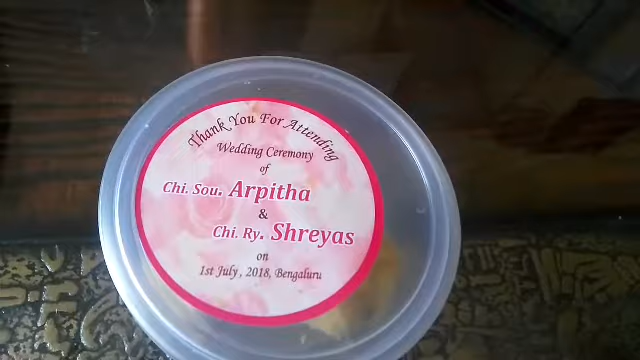 Thank You For Attending
Wedding Ceremony
of
Chi. Sou. Arpitha
&
Chi. Ry. Shreyas
on
1st July, 2018, Bengaluru